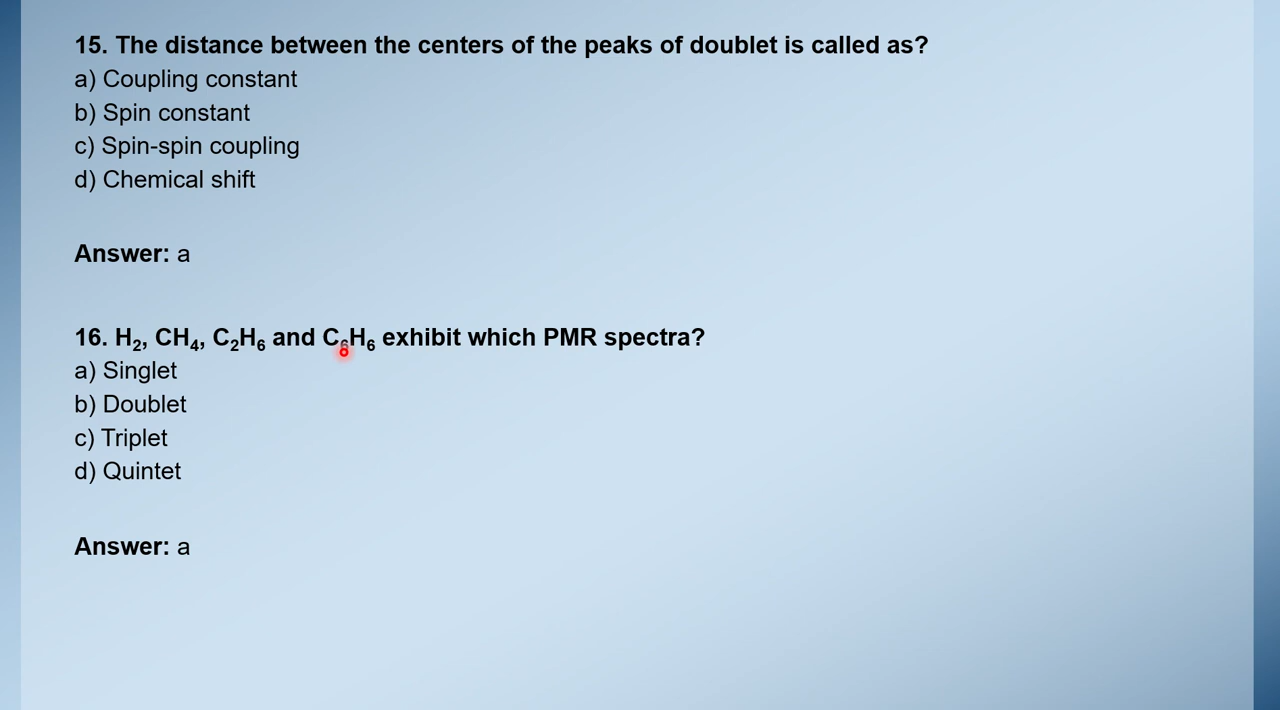 15. The distance between the centers of the peaks of doublet is called as?
a) Coupling constant
b) Spin constant
c) Spin-spin coupling
d) Chemical shift
Answer: a
16. H₂, CH₄, C₂H₆ and C₆H₆ exhibit which PMR spectra?
a) Singlet
b) Doublet
c) Triplet
d) Quintet
Answer: a